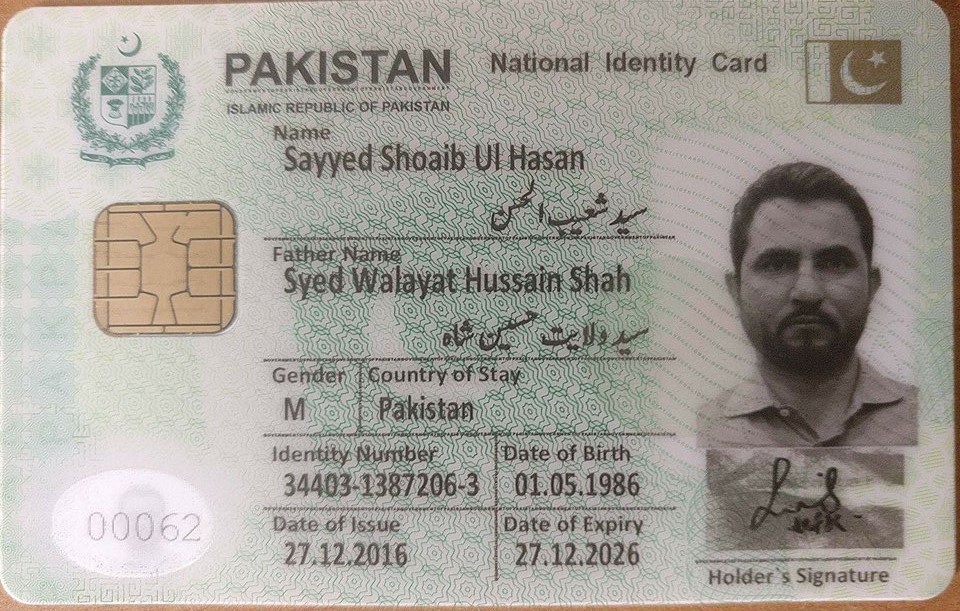 PAKISTAN National Identity Card
ISLAMIC REPUBLIC OF PAKISTAN
Name
Sayyed Shoaib Ul Hasan
سید شعیب الحسن
Father Name
Syed Walayat Hussain Shah
سید ولایت حسین شاہ
Gender Country of Stay
M Pakistan
Identity Number Date of Birth
34403-1387206-3 01.05.1986
Date of Issue Date of Expiry
27.12.2016 27.12.2026
00062
Holder`s Signature